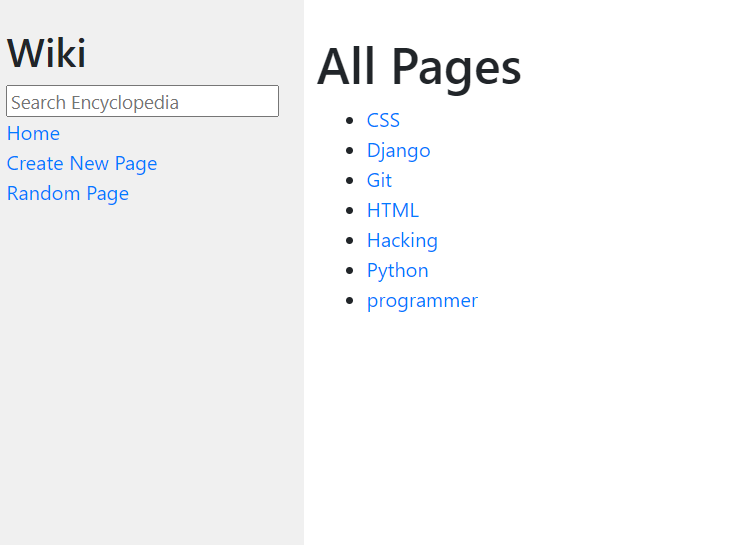 Wiki
Search Encyclopedia
Home
Create New Page
Random Page
All Pages
CSS
Django
Git
HTML
Hacking
Python
programmer